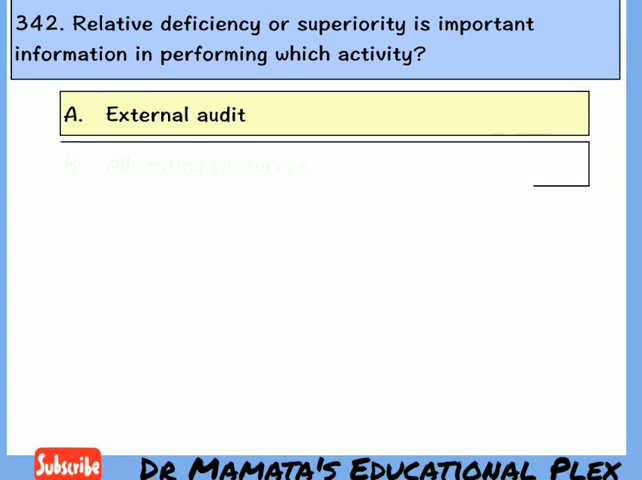 342. Relative deficiency or superiority is important
information in performing which activity?
A. External audit
B. Allocating resources
Subscribe
Dr Mamata's Educational Plex